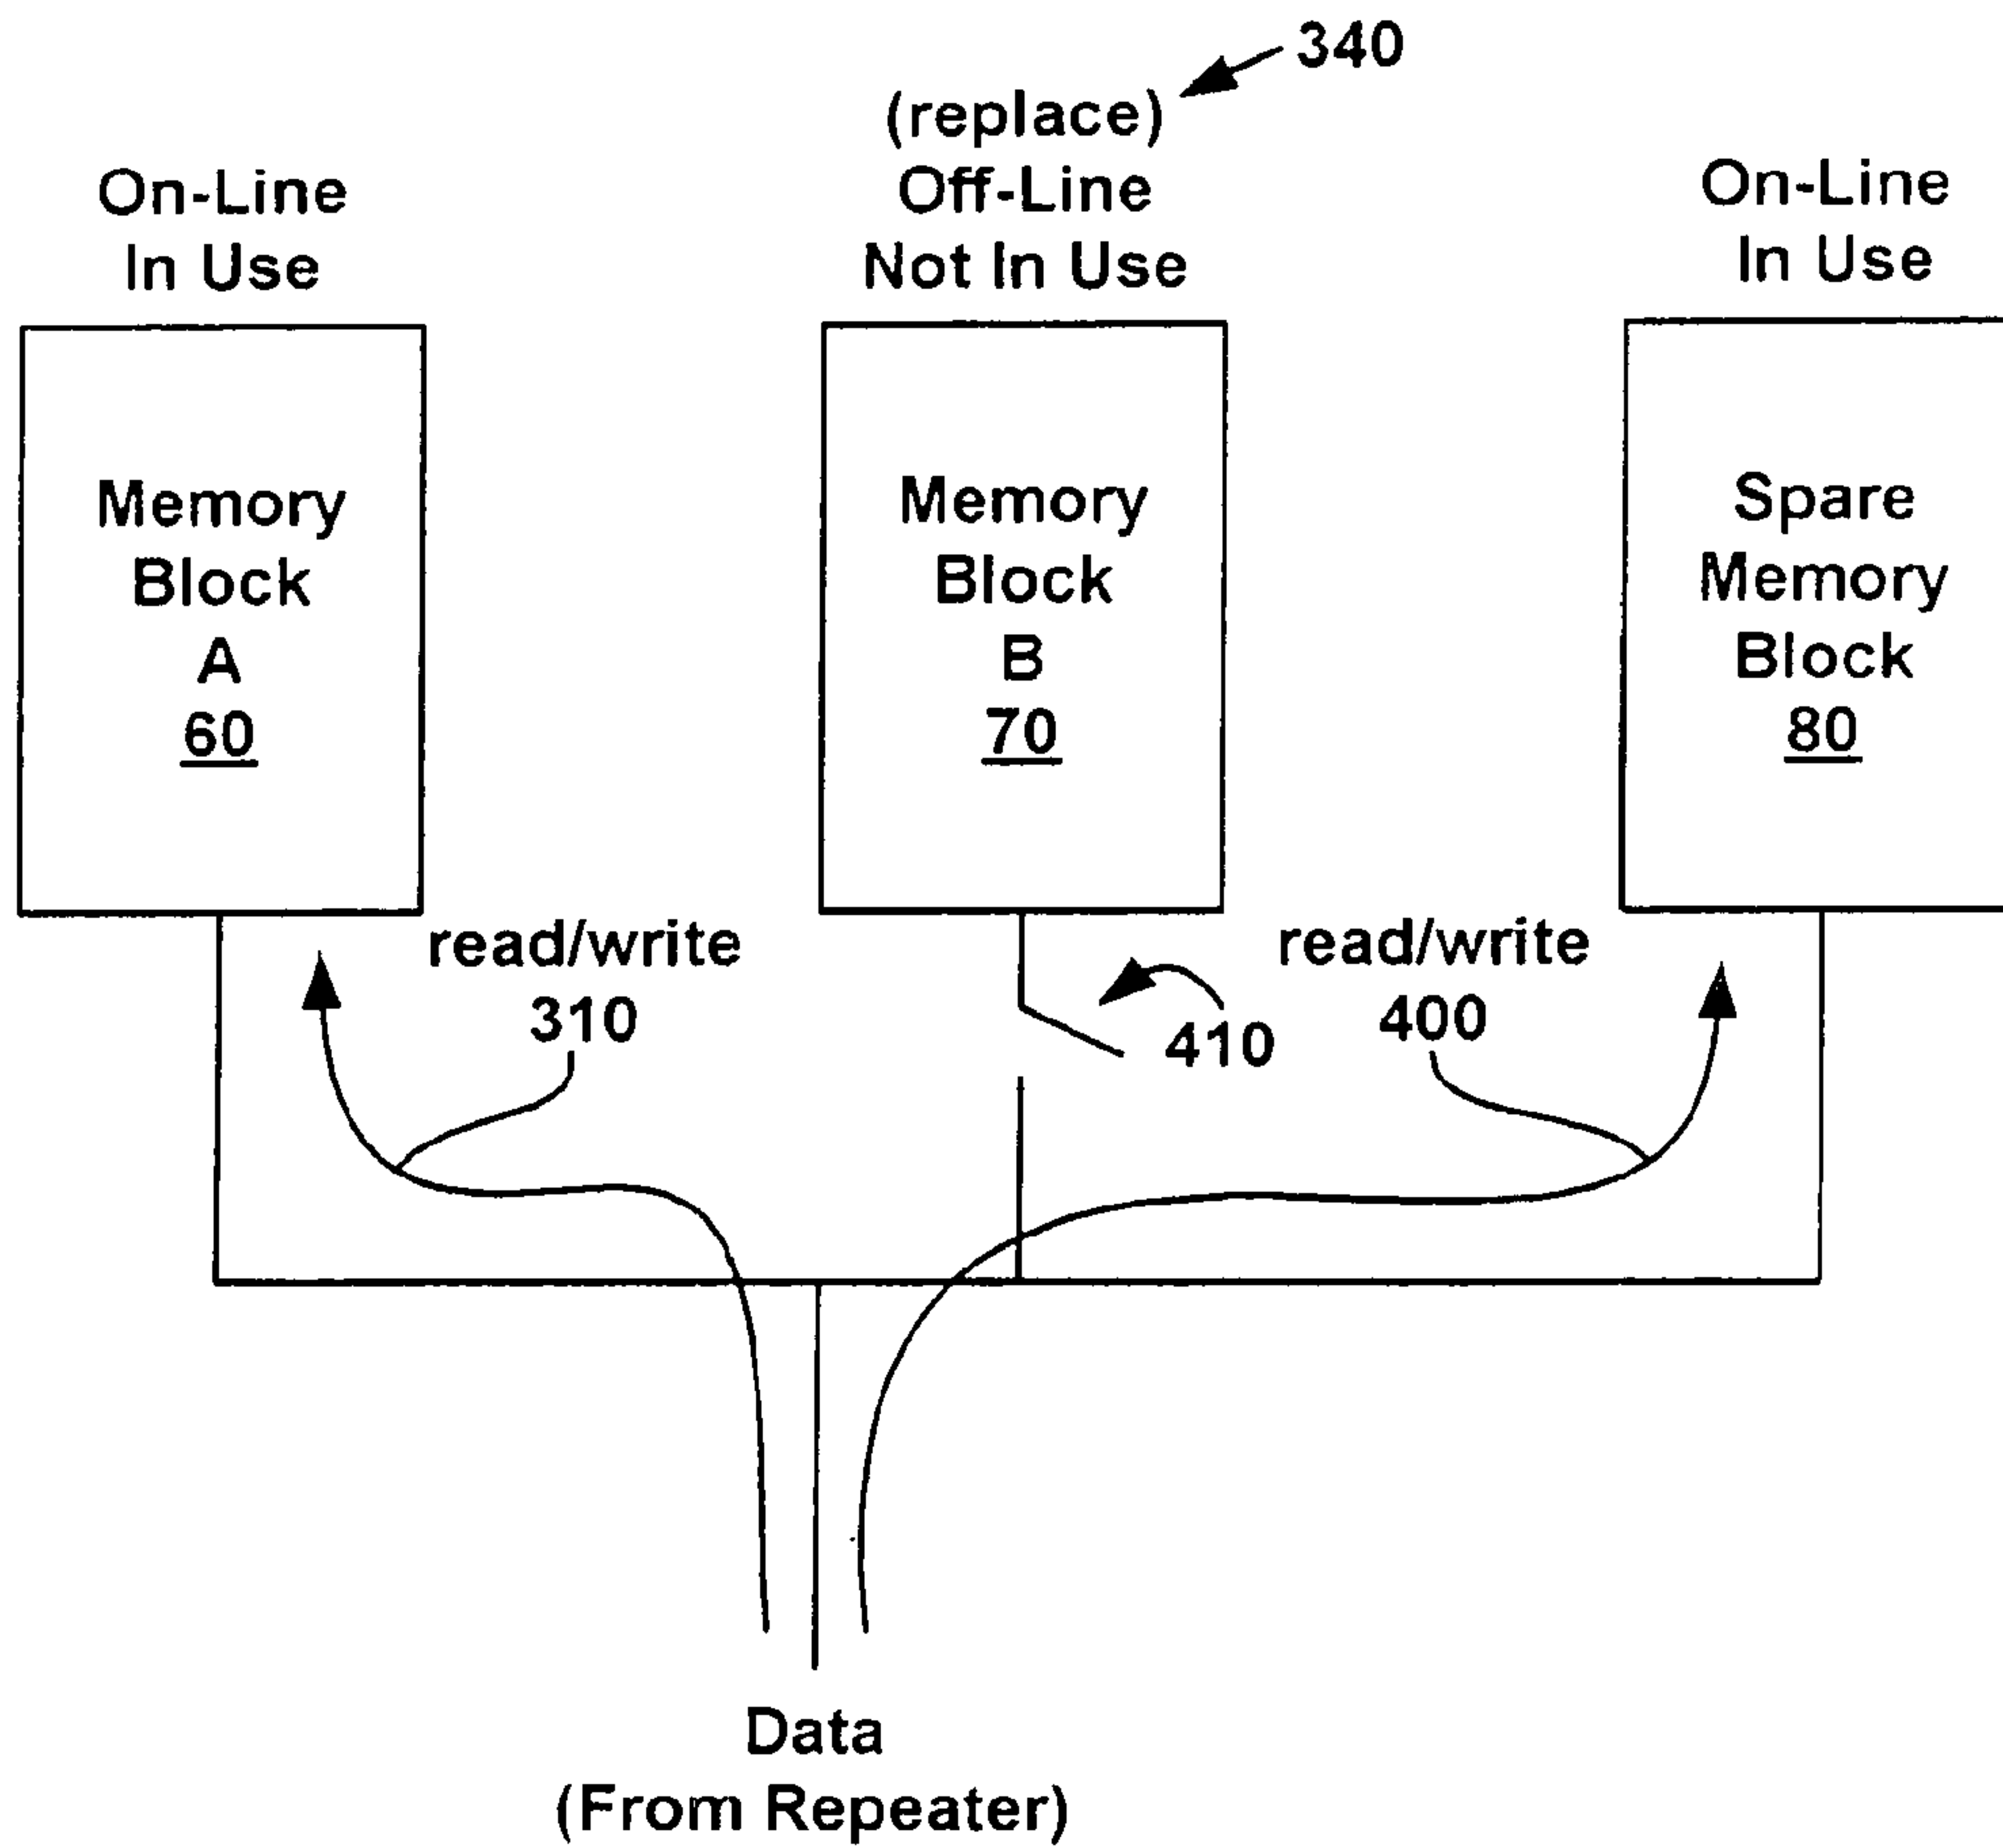 340
(replace)
On-Line
In Use
Off-Line
Not In Use
On-Line
In Use
Memory
Block
A
60
Memory
Block
B
70
Spare
Memory
Block
80
read/write
310
410
read/write
400
Data
(From Repeater)